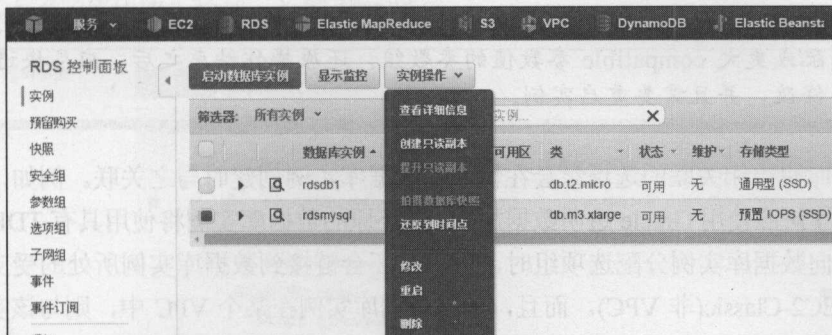 服务 EC2 RDS Elastic MapReduce S3 VPC DynamoDB Elastic Beansta
RDS 控制面板
启动数据库实例 显示监控 实例操作
实例
预留购买
快照
安全组
参数组
选项组
子网组
事件
事件订阅
筛选器: 所有实例 实例...
数据库实例 可用区 类 状态 维护 存储类型
rdsdb1 db.t2.micro 可用 无 通用型 (SSD)
rdsmysql db.m3.xlarge 可用 无 预置 IOPS (SSD)
查看详细信息
创建只读副本
提升只读副本
拍摄数据库快照
还原到时间点
修改
重启
删除